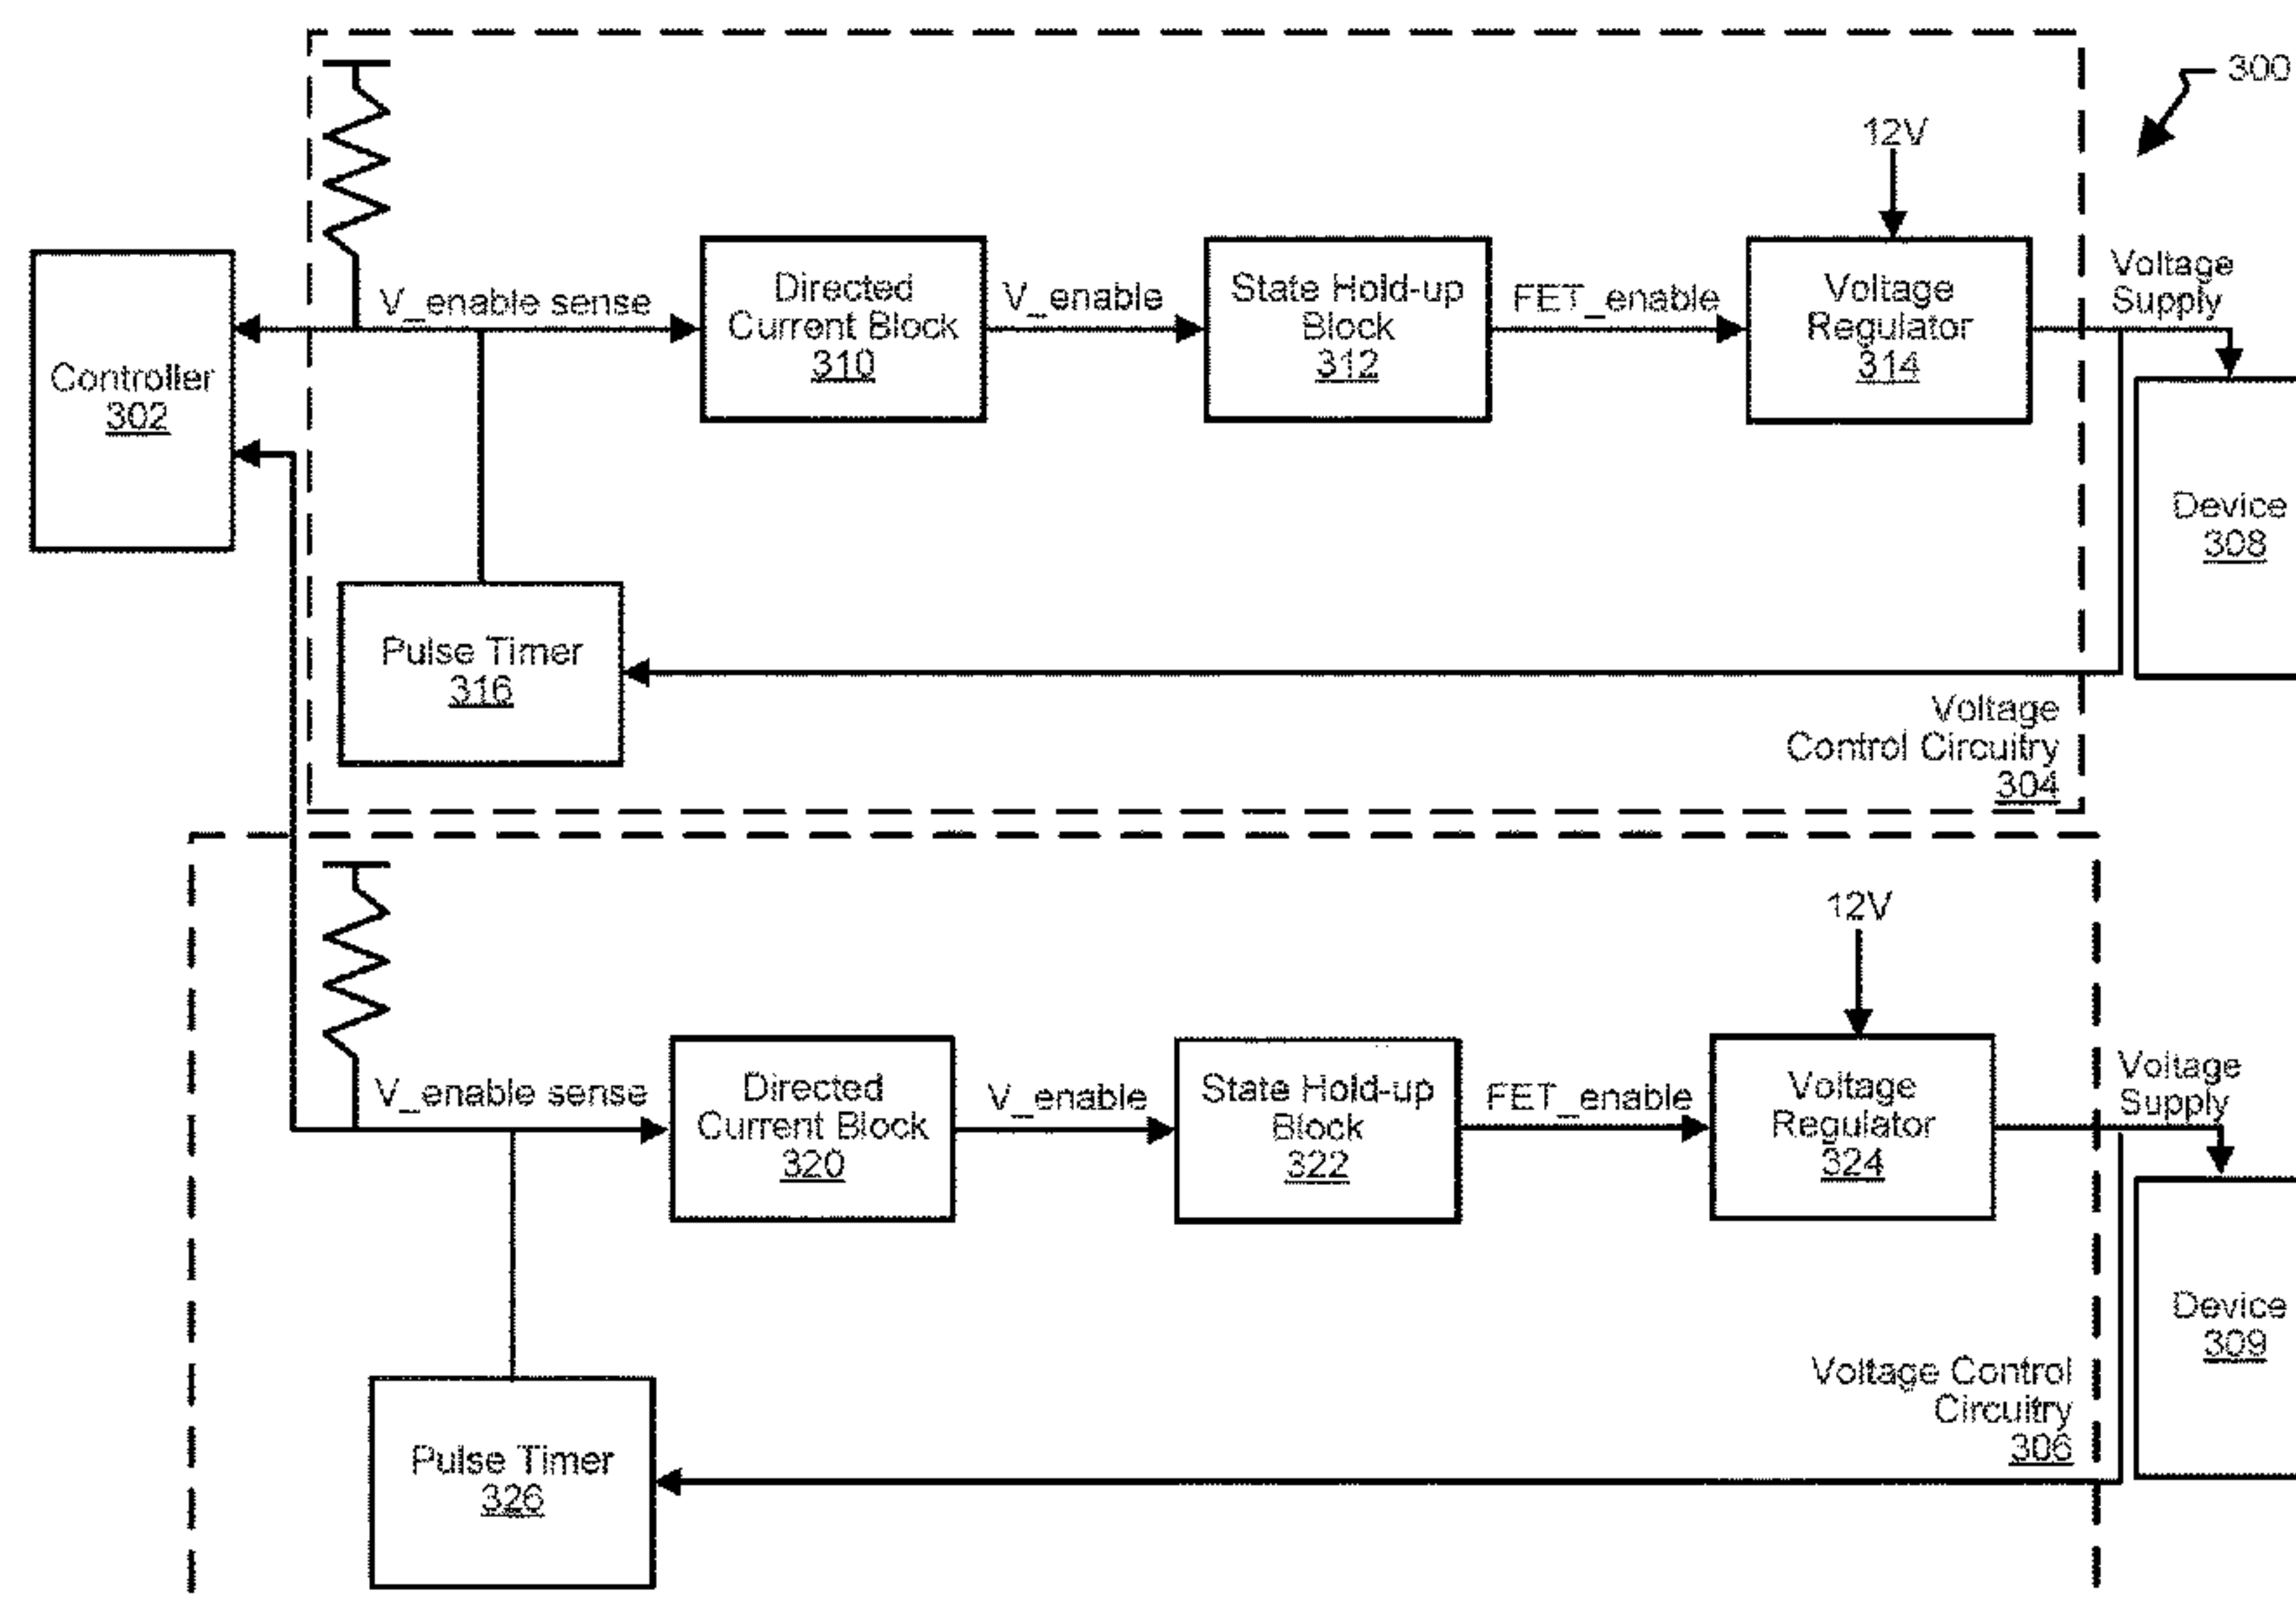 300
12V
Controller
302
V_enable sense
Directed
Current Block
310
V_enable
State Hold-up
Block
312
FET_enable
Voltage
Regulator
314
Voltage
Supply
Device
308
Pulse Timer
316
Voltage
Control Circuitry
304
12V
V_enable sense
Directed
Current Block
320
V_enable
State Hold-up
Block
322
FET_enable
Voltage
Regulator
324
Voltage
Supply
Device
309
Pulse Timer
326
Voltage Control
Circuitry
306